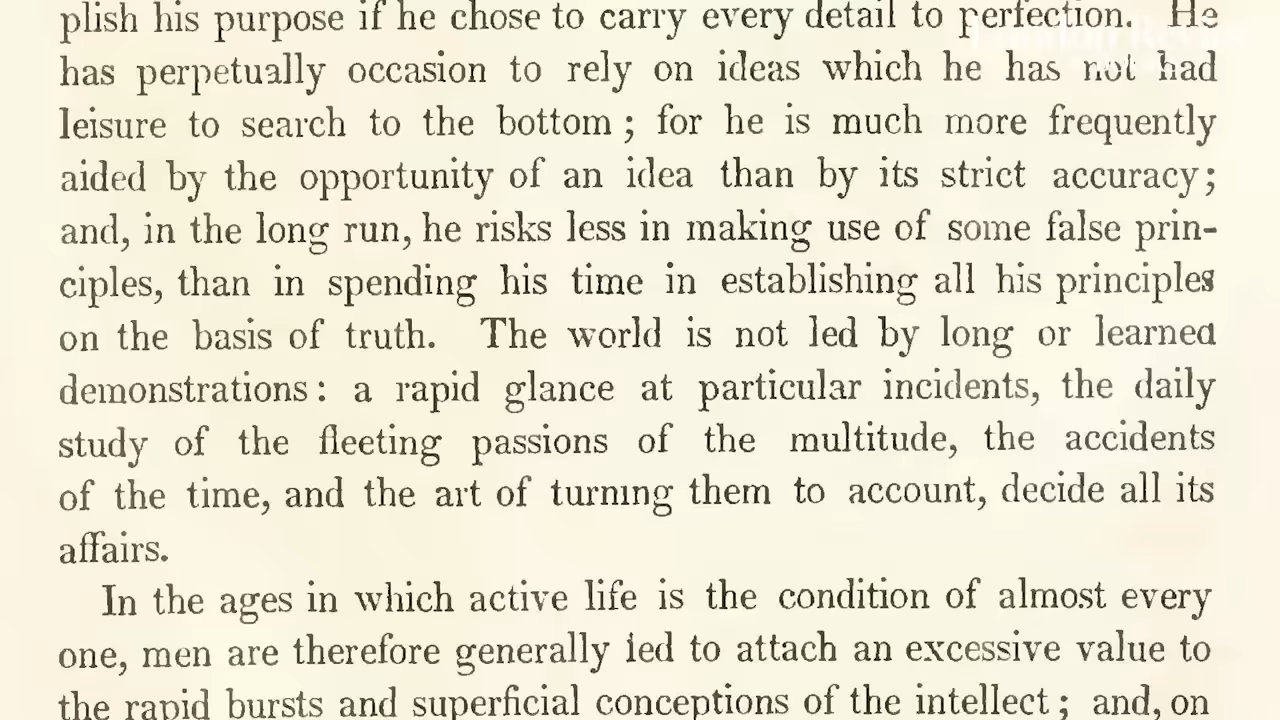 plish his purpose if he chose to carry every detail to perfection. He
has perpetually occasion to rely on ideas which he has not had
leisure to search to the bottom; for he is much more frequently
aided by the opportunity of an idea than by its strict accuracy;
and, in the long run, he risks less in making use of some false prin-
ciples, than in spending his time in establishing all his principles
on the basis of truth. The world is not led by long or learned
demonstrations: a rapid glance at particular incidents, the daily
study of the fleeting passions of the multitude, the accidents
of the time, and the art of turning them to account, decide all its
affairs.
In the ages in which active life is the condition of almost every
one, men are therefore generally led to attach an excessive value to
the rapid bursts and superficial conceptions of the intellect; and, on